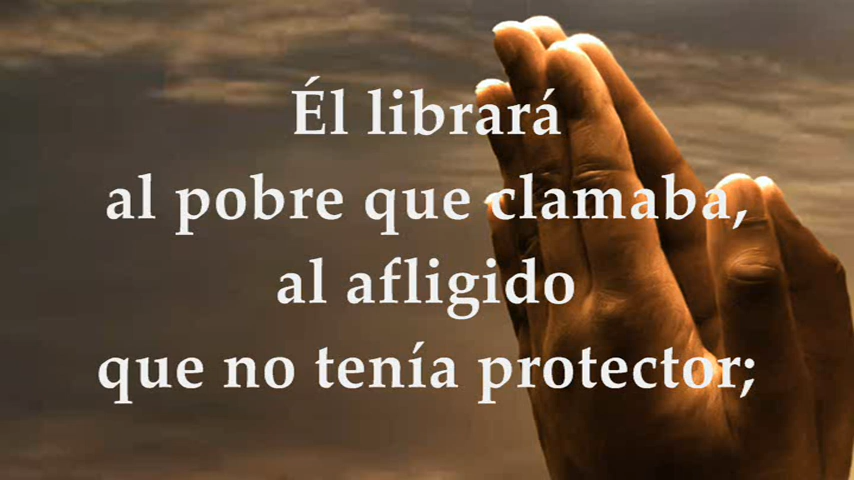 Él librará
al pobre que clamaba,
al afligido
que no tenía protector;